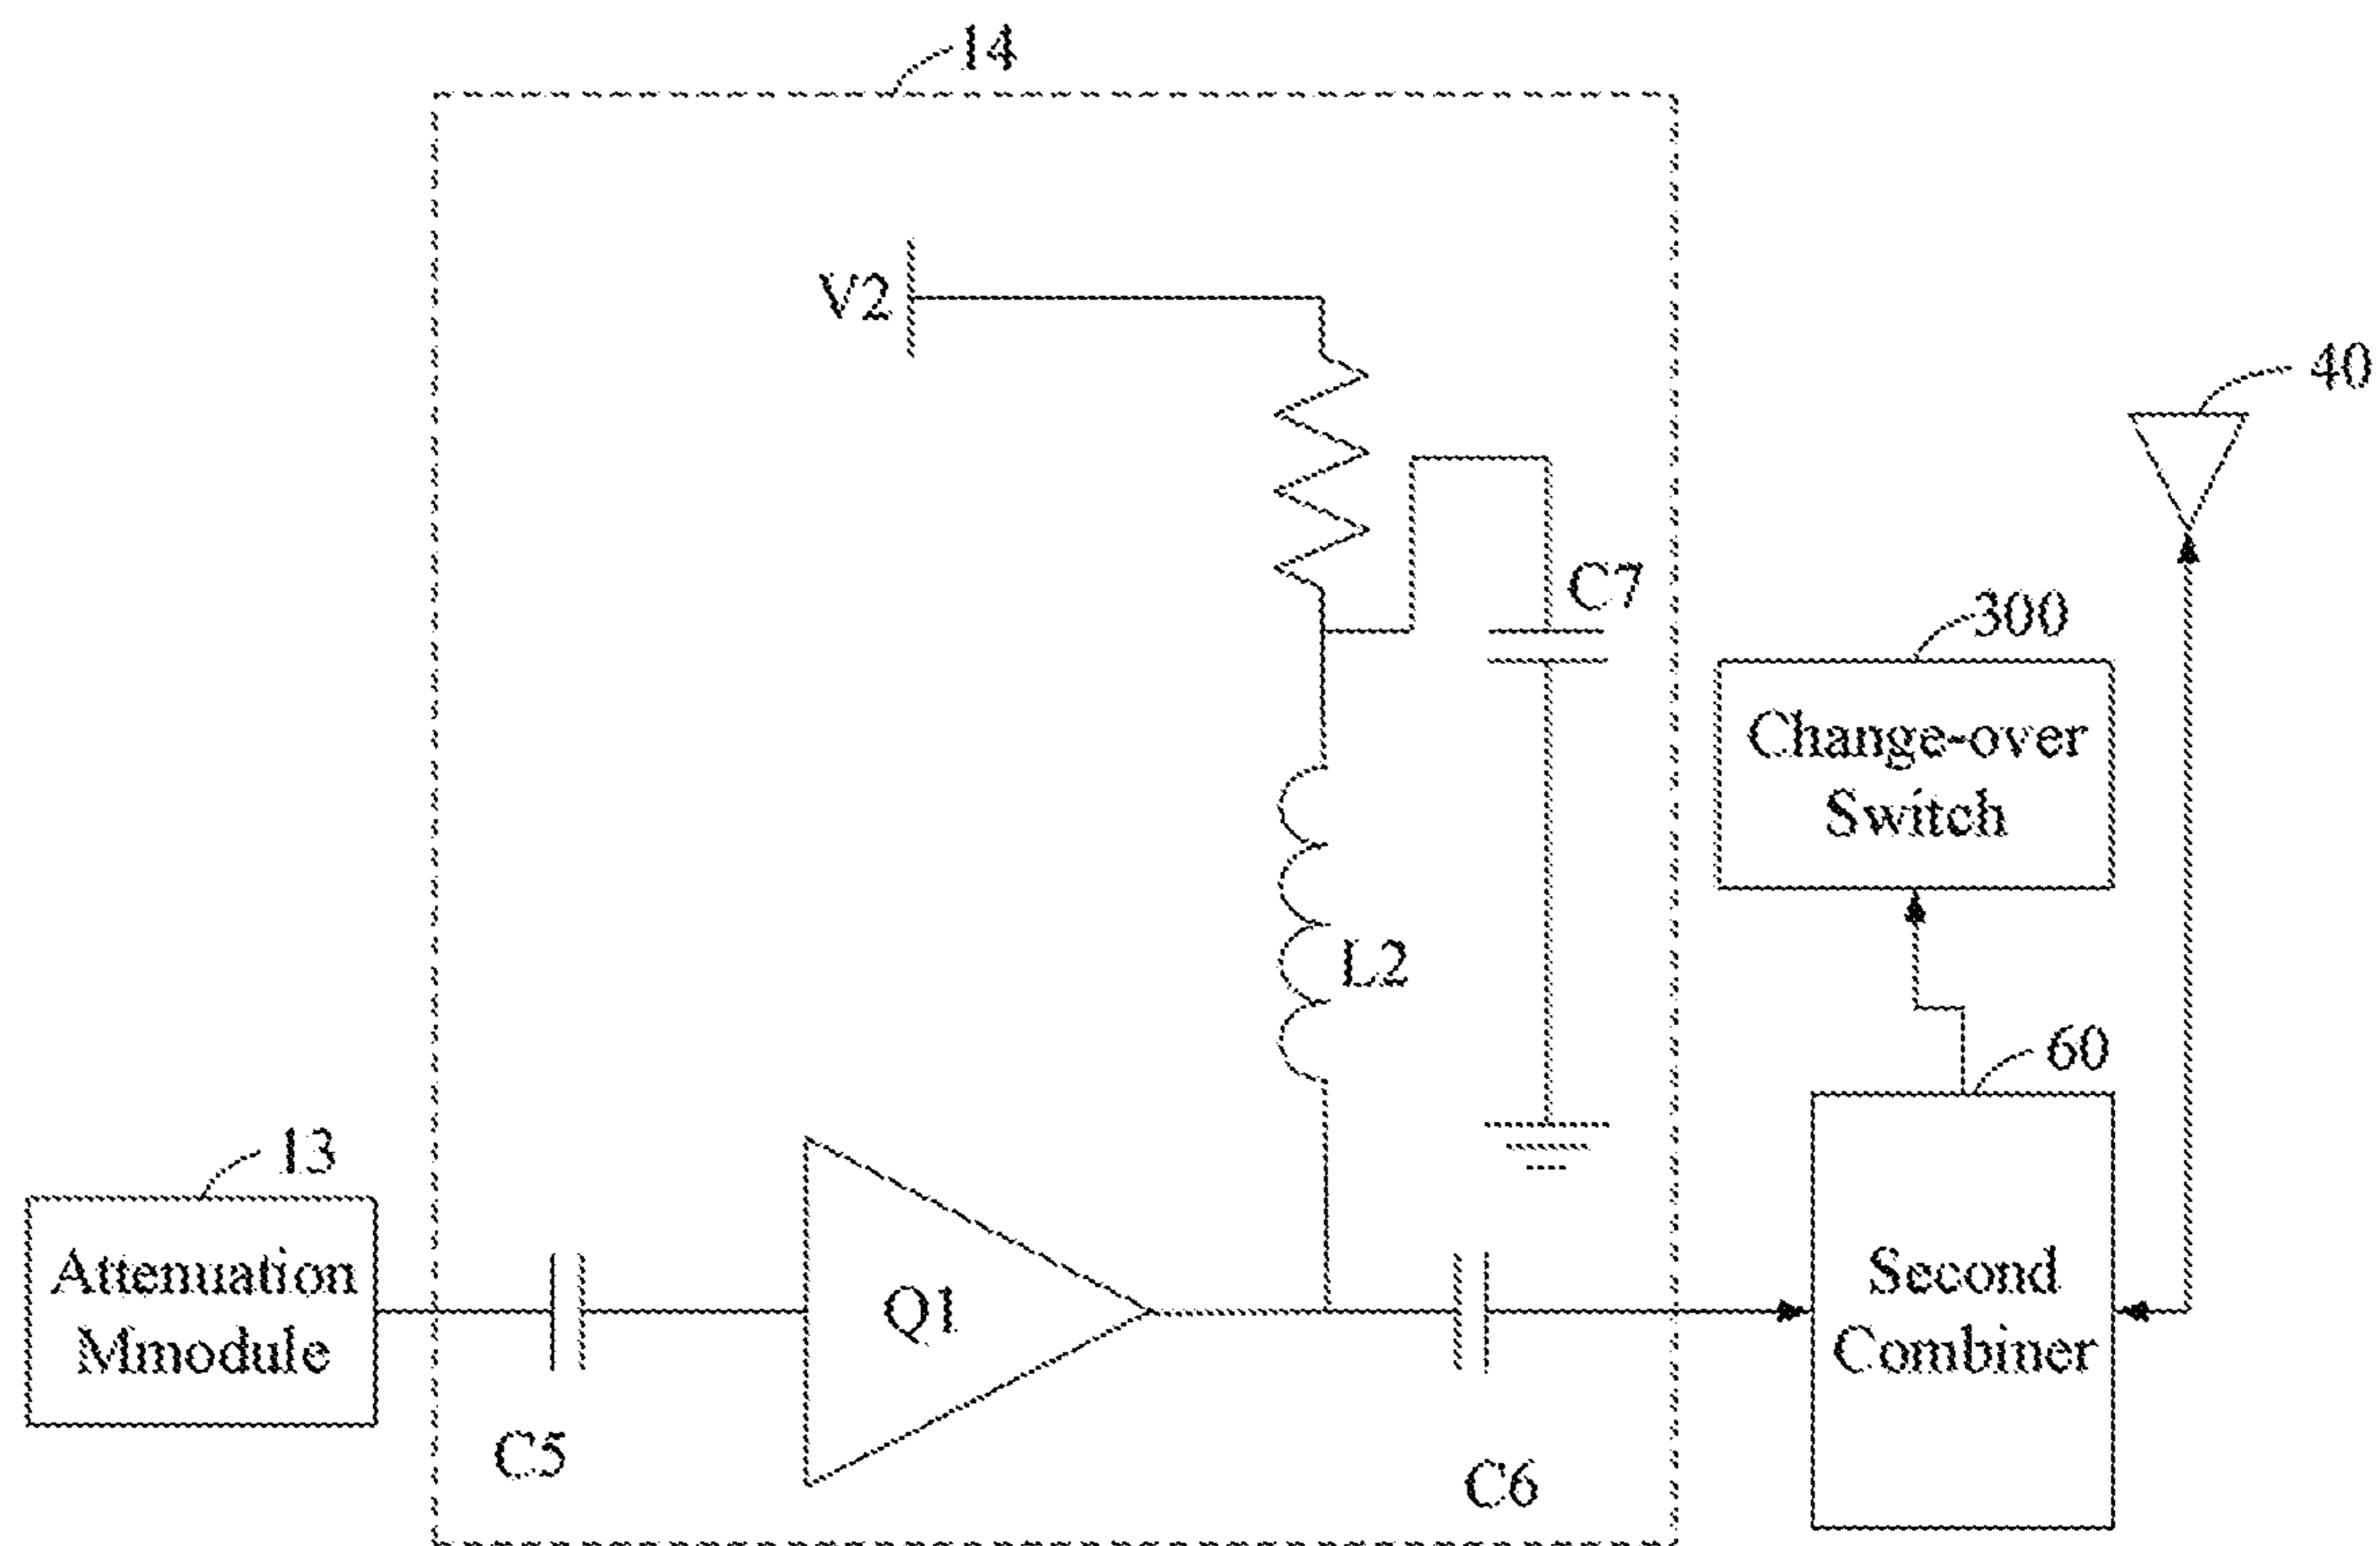 14
V2
40
C7
300
Change-over
Switch
L2
60
13
Attenuation
Mmodule
Q1
Second
Combiner
C5
C6